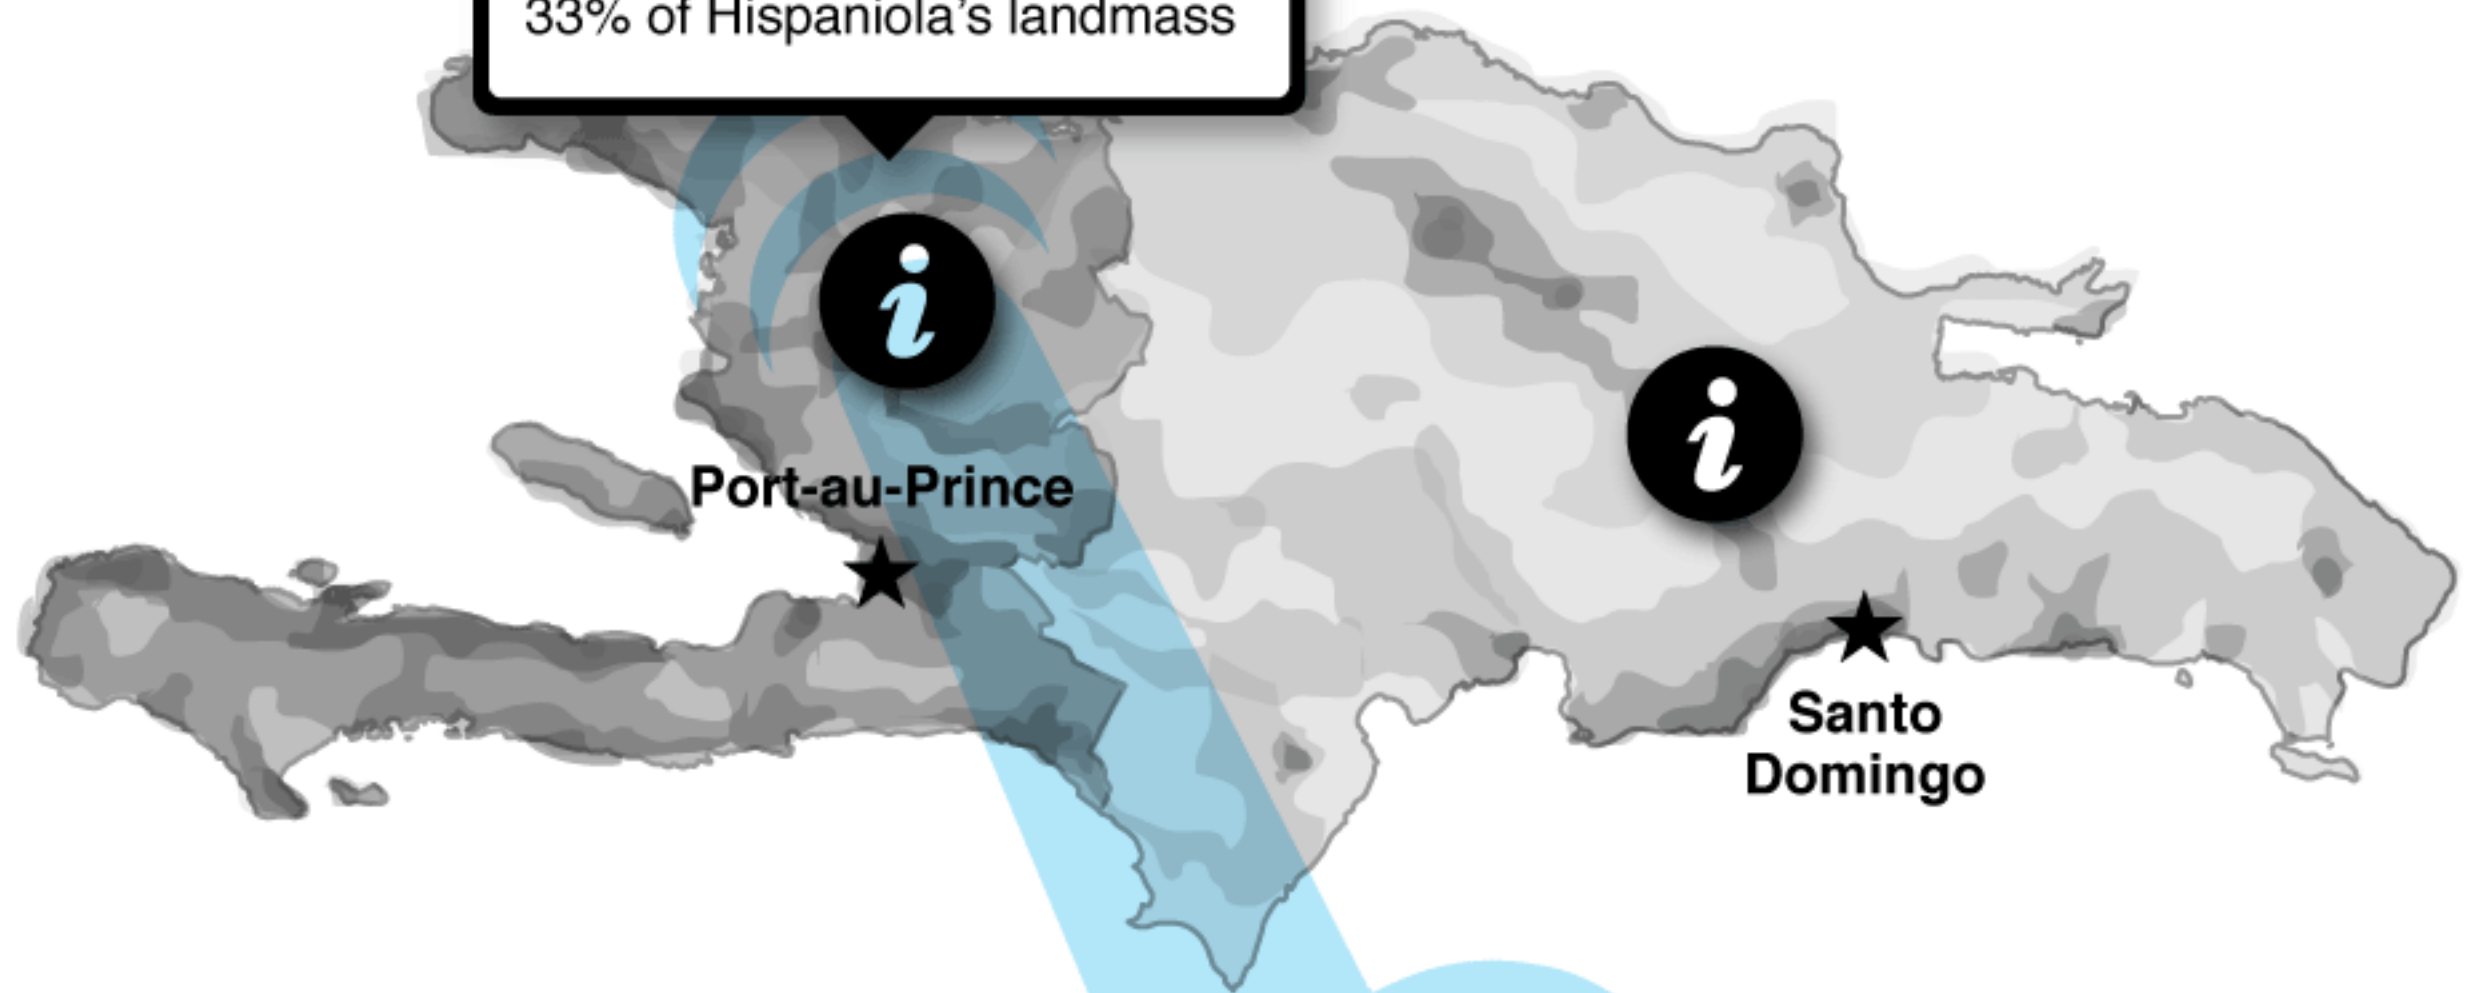 33% of Hispaniola’s landmass
i
i
Port-au-Prince
Santo
Domingo